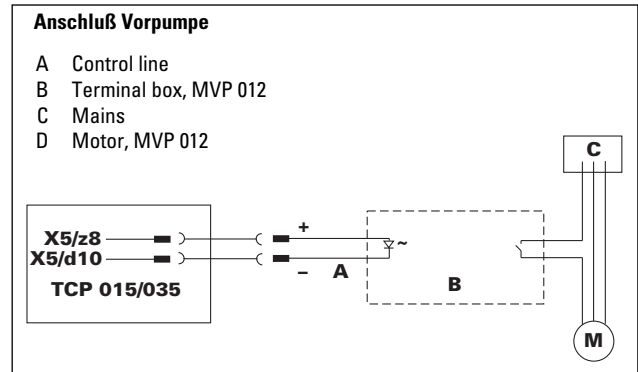 Anschluß Vorpumpe
A Control line
B Terminal box, MVP 012
C Mains
D Motor, MVP 012
C
X5/z8
+
~
X5/d10
–
A
B
TCP 015/035
M